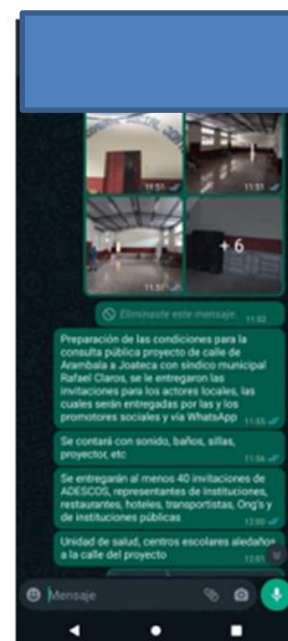 11:51
11:51
11:51
+ 6
Eliminaste este mensaje. 11:52
Preparación de las condiciones para la
consulta pública proyecto de calle de
Arambala a Joateca con síndico municipal
Rafael Claros, se le entregaron las
invitaciones para los actores locales, las
cuales serán entregadas por las y los
promotores sociales y vía WhatsApp 11:55
Se contará con sonido, baños, sillas,
proyector, etc 11:56
Se entregarán al menos 40 invitaciones de
ADESCOS, representantes de Instituciones,
restaurantes, hoteles, transportistas, Ong's y
de instituciones públicas 12:00
Unidad de salud, centros escolares aledaños
a la calle del proyecto 12:01
Mensaje